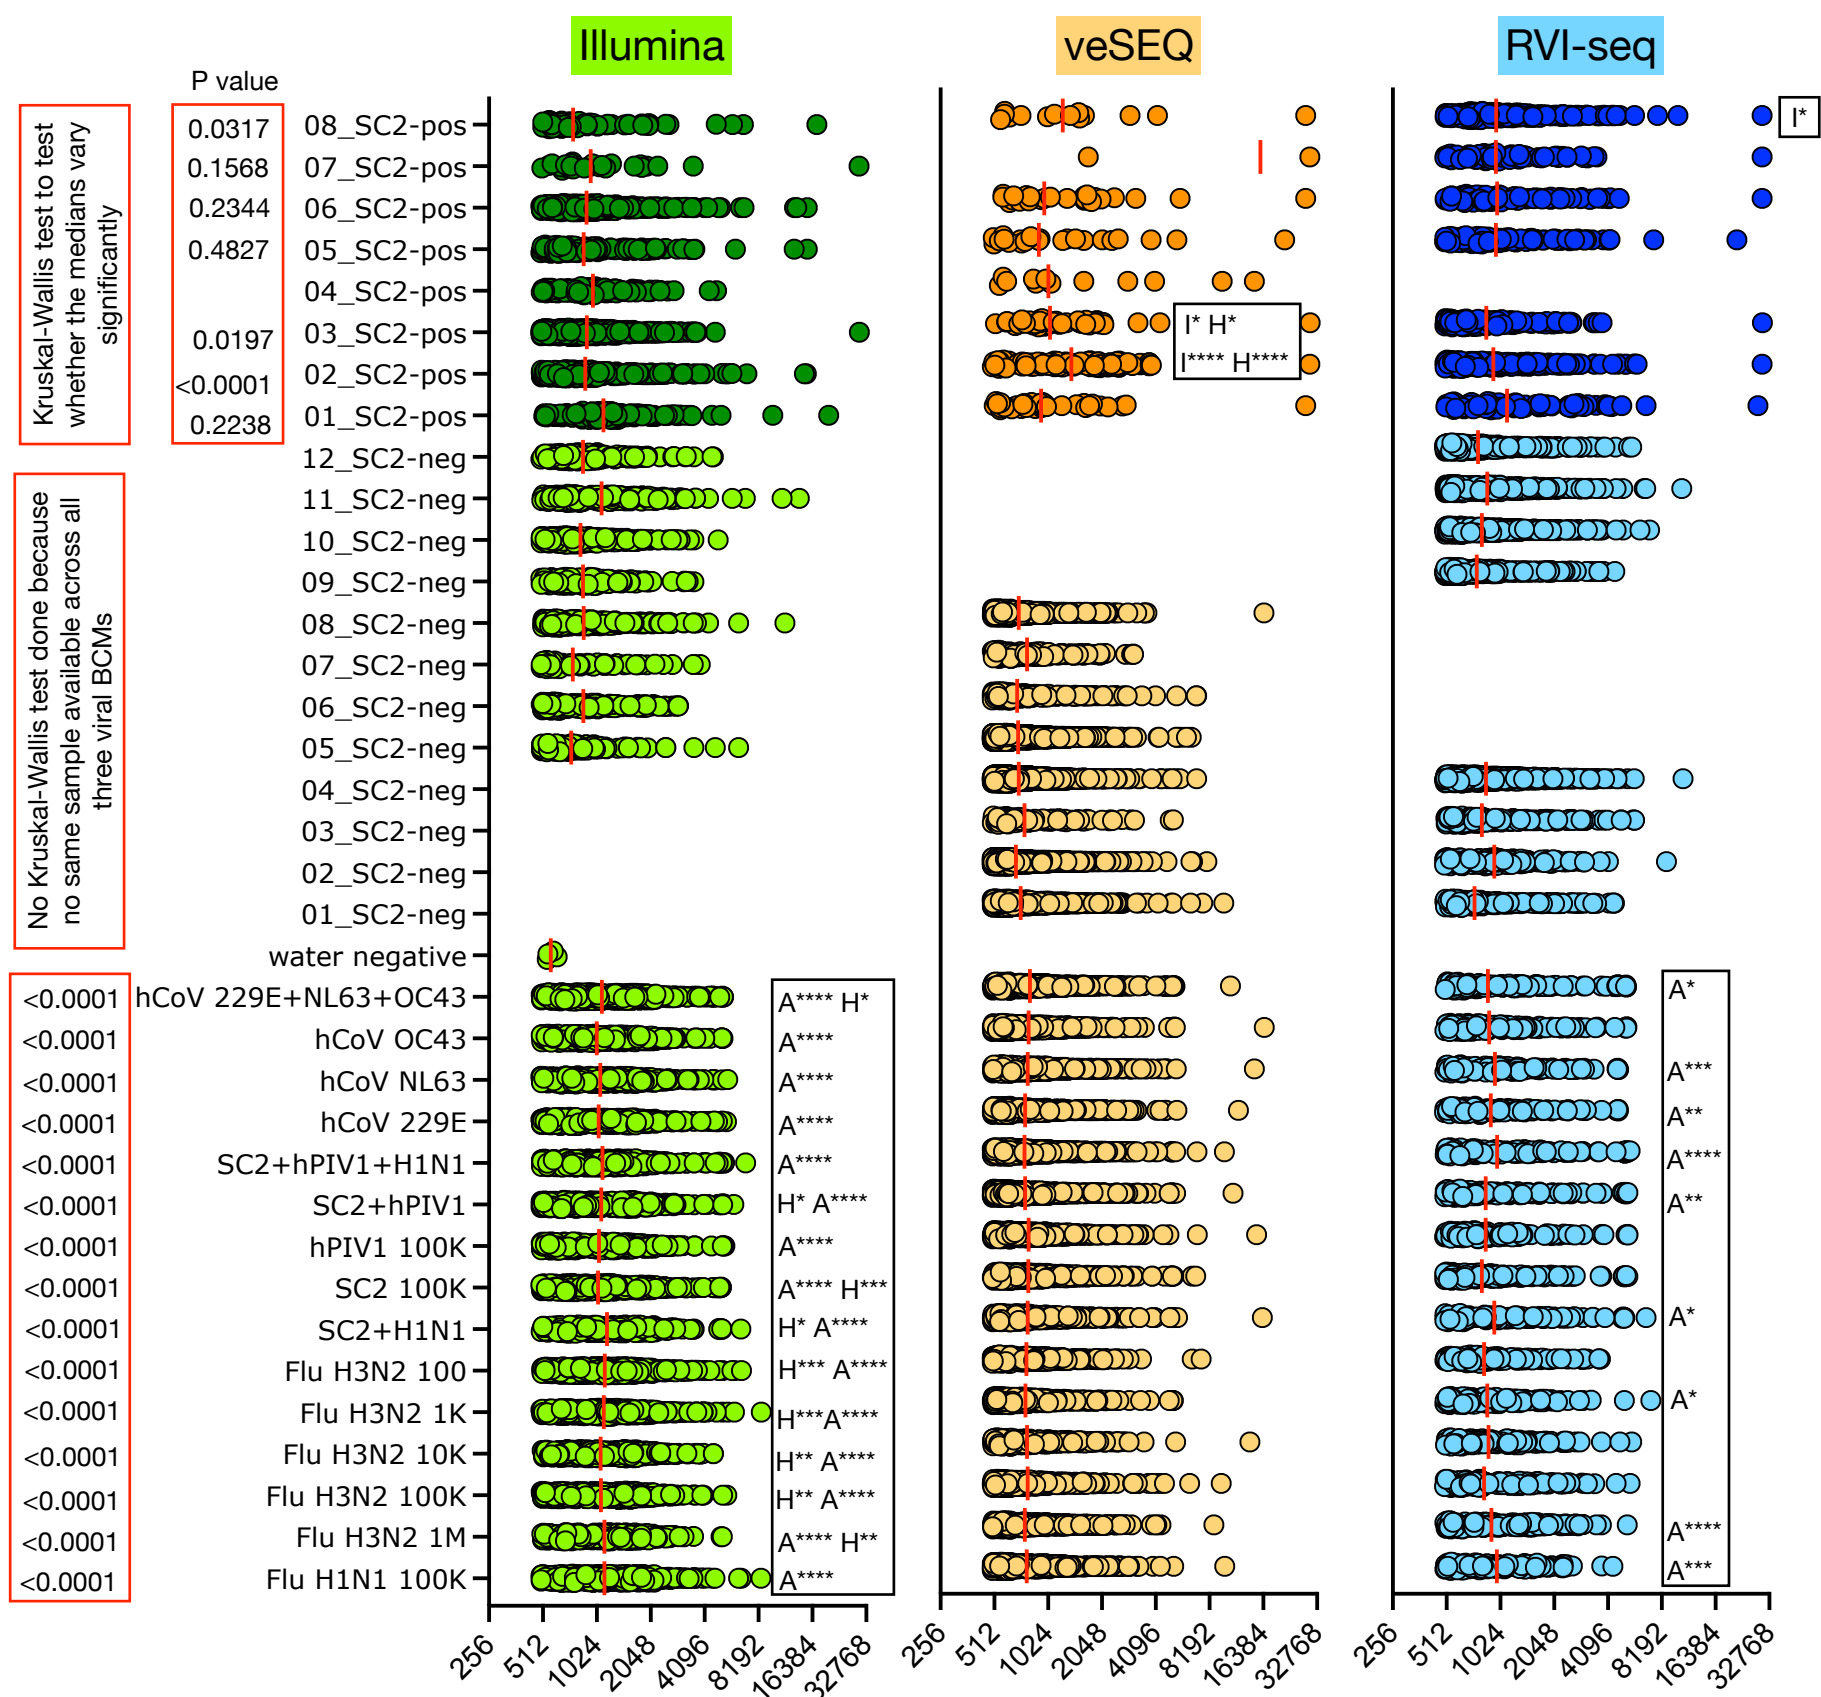 Illumina
veSEQ
RVI-seq
P value
Kruskal-Wallis test to test
whether the medians vary
significantly
0.0317 08_SC2-pos I*
0.1568 07_SC2-pos
0.2344 06_SC2-pos
0.4827 05_SC2-pos
04_SC2-pos
0.0197 03_SC2-pos I* H*
<0.0001 02_SC2-pos I**** H****
0.2238 01_SC2-pos
No Kruskal-Wallis test done because
no same sample available across all
three viral BCMs
12_SC2-neg
11_SC2-neg
10_SC2-neg
09_SC2-neg
08_SC2-neg
07_SC2-neg
06_SC2-neg
05_SC2-neg
04_SC2-neg
03_SC2-neg
02_SC2-neg
01_SC2-neg
water negative
<0.0001 hCoV 229E+NL63+OC43 A**** H* A*
<0.0001 hCoV OC43 A****
<0.0001 hCoV NL63 A**** A***
<0.0001 hCoV 229E A**** A**
<0.0001 SC2+hPIV1+H1N1 A**** A****
<0.0001 SC2+hPIV1 H* A**** A**
<0.0001 hPIV1 100K A****
<0.0001 SC2 100K A**** H***
<0.0001 SC2+H1N1 H* A**** A*
<0.0001 Flu H3N2 100 H*** A****
<0.0001 Flu H3N2 1K H***A**** A*
<0.0001 Flu H3N2 10K H** A****
<0.0001 Flu H3N2 100K H** A****
<0.0001 Flu H3N2 1M A**** H** A****
<0.0001 Flu H1N1 100K A**** A***
256 512 1024 2048 4096 8192 16384 32768
256 512 1024 2048 4096 8192 16384 32768
256 512 1024 2048 4096 8192 16384 32768